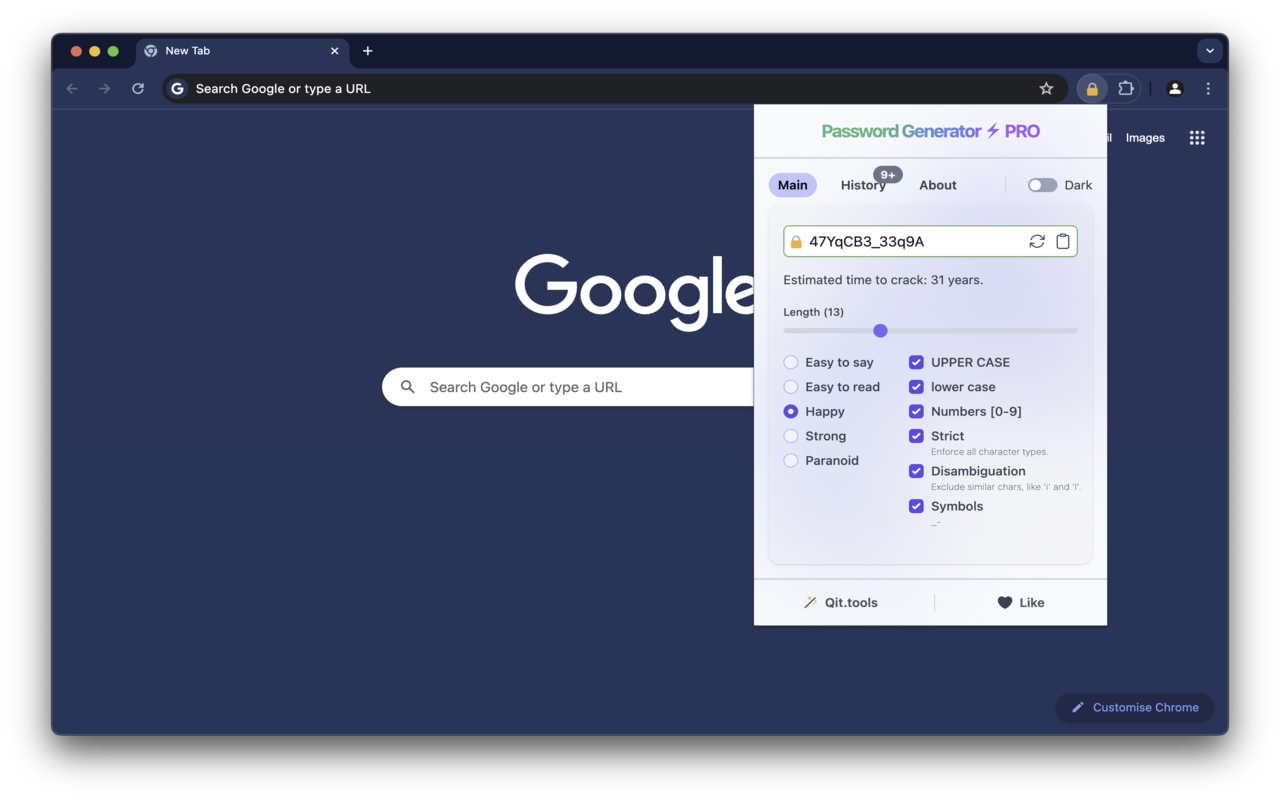 New Tab
G Search Google or type a URL
Password Generator ⚡ PRO
il Images
Main History 9+ About Dark
47YqCB3_33q9A
Estimated time to crack: 31 years.
Length (13)
Google
Search Google or type a URL
Easy to say
Easy to read
Happy
Strong
Paranoid
UPPER CASE
lower case
Numbers [0-9]
Strict
Enforce all character types.
Disambiguation
Exclude similar chars, like 'i' and 'l'.
Symbols
_-
Qit.tools Like
Customise Chrome